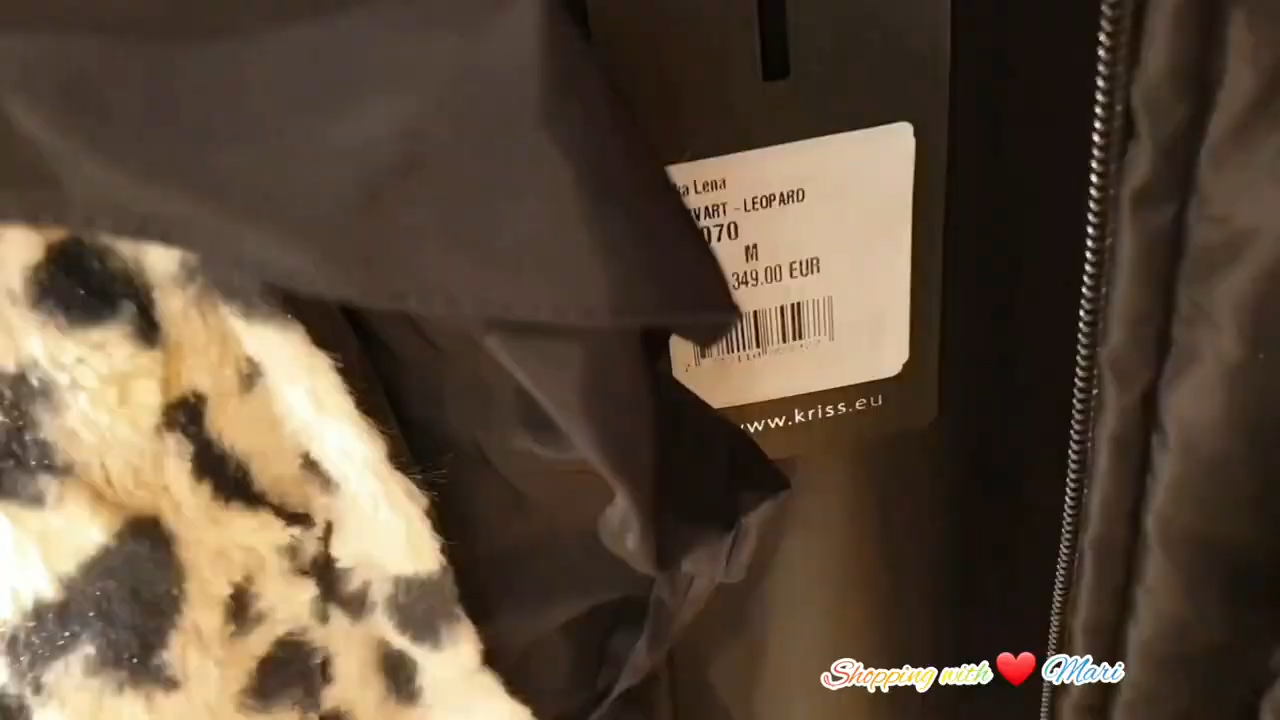 Lena
VART - LEOPARD
070
M
349.00 EUR
www.kriss.eu
Shopping with ❤️ Mari